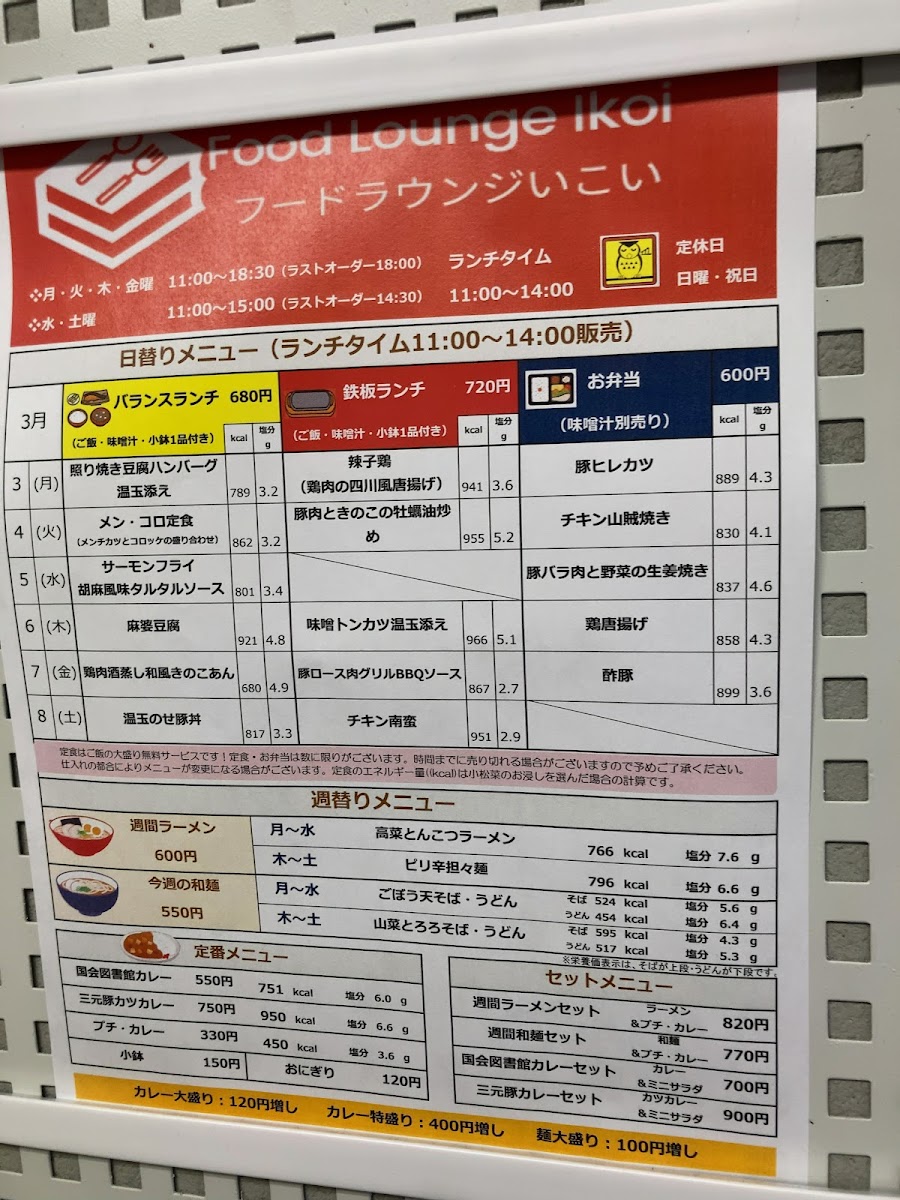 Food Lounge Ikoi
フードラウンジいこい
❖月・火・木・金曜 11:00～18:30（ラストオーダー18:00） ランチタイム
❖水・土曜 11:00～15:00（ラストオーダー14:30） 11:00～14:00
定休日
日曜・祝日
日替りメニュー（ランチタイム11:00～14:00販売）
3月
バランスランチ 680円
（ご飯・味噌汁・小鉢1品付き） kcal 塩分 g
鉄板ランチ 720円
（ご飯・味噌汁・小鉢1品付き） kcal 塩分 g
お弁当 600円
（味噌汁別売り） kcal 塩分 g
3 (月)
照り焼き豆腐ハンバーグ
温玉添え 789 3.2
辣子鶏
（鶏肉の四川風唐揚げ） 941 3.6
豚ヒレカツ 889 4.3
4 (火)
メン・コロ定食
（メンチカツとコロッケの盛り合わせ） 862 3.2
豚肉ときのこの牡蠣油炒
め 955 5.2
チキン山賊焼き 830 4.1
5 (水)
サーモンフライ
胡麻風味タルタルソース 801 3.4
豚バラ肉と野菜の生姜焼き 837 4.6
6 (木)
麻婆豆腐 921 4.8
味噌トンカツ温玉添え 966 5.1
鶏唐揚げ 858 4.3
7 (金)
鶏肉酒蒸し和風きのこあん 680 4.9
豚ロース肉グリルBBQソース 867 2.7
酢豚 899 3.6
8 (土)
温玉のせ豚丼 817 3.3
チキン南蛮 951 2.9
定食はご飯の大盛り無料サービスです！定食・お弁当は数に限りがございます。時間までに売り切れる場合がございますので予めご了承ください。
仕入れの都合によりメニューが変更になる場合がございます。定食のエネルギー量((kcal)は小松菜のお浸しを選んだ場合の計算です。
週替りメニュー
週間ラーメン
600円
月～水 高菜とんこつラーメン 766 kcal 塩分 7.6 g
木～土 ピリ辛担々麺 796 kcal 塩分 6.6 g
今週の和麺
550円
月～水 ごぼう天そば・うどん そば 524 kcal 塩分 5.6 g
うどん 454 kcal 塩分 6.4 g
木～土 山菜とろろそば・うどん そば 595 kcal 塩分 4.3 g
うどん 517 kcal 塩分 5.3 g
※栄養価表示は、そばが上段・うどんが下段です。
定番メニュー
国会図書館カレー 550円 751 kcal 塩分 6.0 g
三元豚カツカレー 750円 950 kcal 塩分 6.6 g
プチ・カレー 330円 450 kcal 塩分 3.6 g
小鉢 150円 おにぎり 120円
セットメニュー
週間ラーメンセット ラーメン
&プチ・カレー 820円
週間和麺セット 和麺
&プチ・カレー 770円
国会図書館カレーセット カレー
&ミニサラダ 700円
三元豚カレーセット カツカレー
&ミニサラダ 900円
カレー大盛り：120円増し カレー特盛り：400円増し 麺大盛り：100円増し